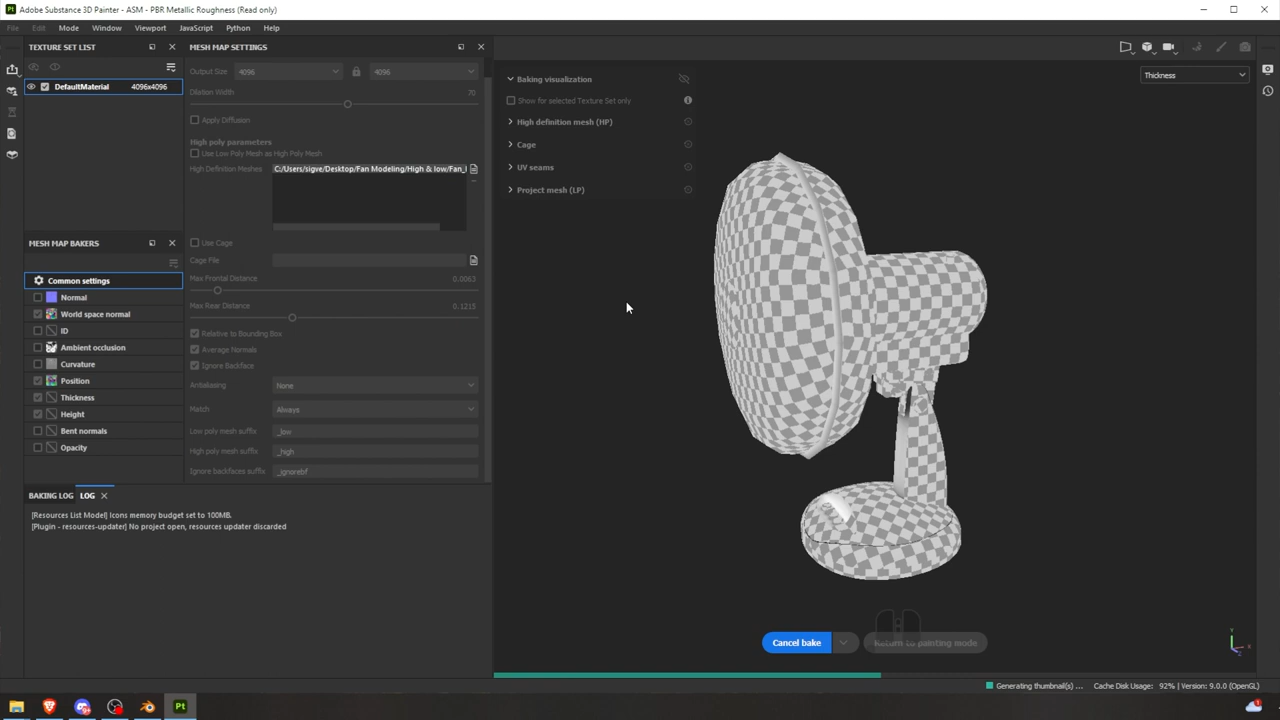 Pt
Adobe Substance 3D Painter - ASM - PBR Metallic Roughness (Read only)
File Edit Mode Window Viewport JavaScript Python Help
TEXTURE SET LIST
DefaultMaterial 4096x4096
MESH MAP BAKERS
Common settings
Normal
World space normal
ID
Ambient occlusion
Curvature
Position
Thickness
Height
Bent normals
Opacity
MESH MAP SETTINGS
Output Size 4096 4096
Dilation Width 70
Apply Diffusion
High poly parameters
Use Low Poly Mesh as High Poly Mesh
High Definition Meshes C:/Users/sigve/Desktop/Fan Modeling/High & low/Fan_
Use Cage
Cage File
Max Frontal Distance 0.0063
Max Rear Distance 0.1215
Relative to Bounding Box
Average Normals
Ignore Backface
Antialiasing None
Match Always
Low poly mesh suffix _low
High poly mesh suffix _high
Ignore backfaces suffix _ignorebf
BAKING LOG LOG
[Resources List Model] Icons memory budget set to 100MB.
[Plugin - resources-updater] No project open, resources updater discarded
Baking visualization
Show for selected Texture Set only
High definition mesh (HP)
Cage
UV seams
Project mesh (LP)
Thickness
Cancel bake
Return to painting mode
Generating thumbnail(s) ... Cache Disk Usage: 92% | Version: 9.0.0 (OpenGL)
Pt